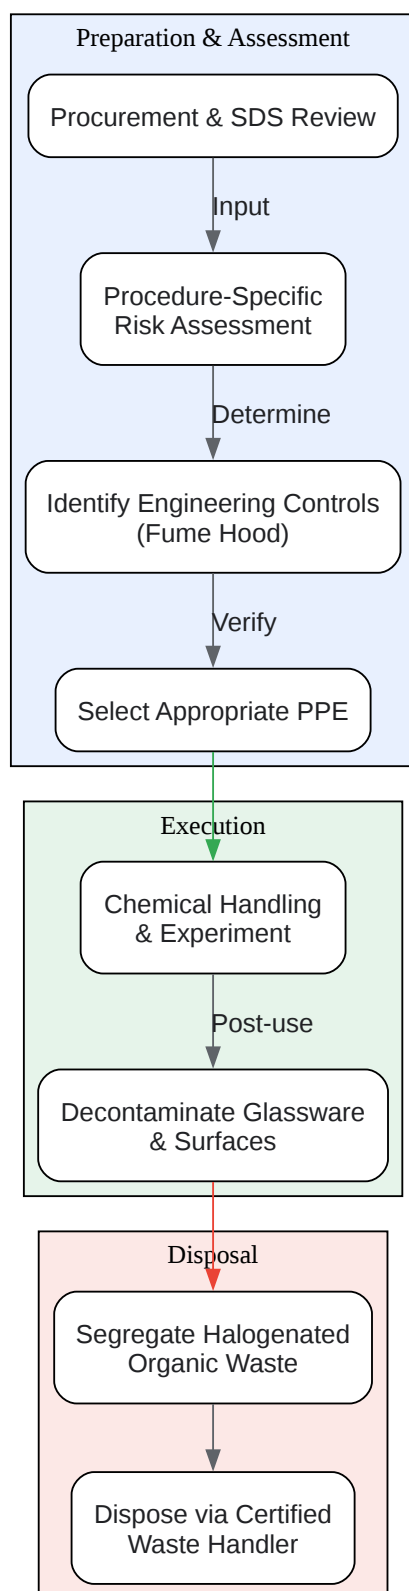 Preparation & Assessment
Procurement & SDS Review
Input
Procedure-Specific
Risk Assessment
Determine
Identify Engineering Controls
(Fume Hood)
Verify
Select Appropriate PPE
Execution
Chemical Handling
& Experiment
Post-use
Decontaminate Glassware
& Surfaces
Disposal
Segregate Halogenated
Organic Waste
Dispose via Certified
Waste Handler